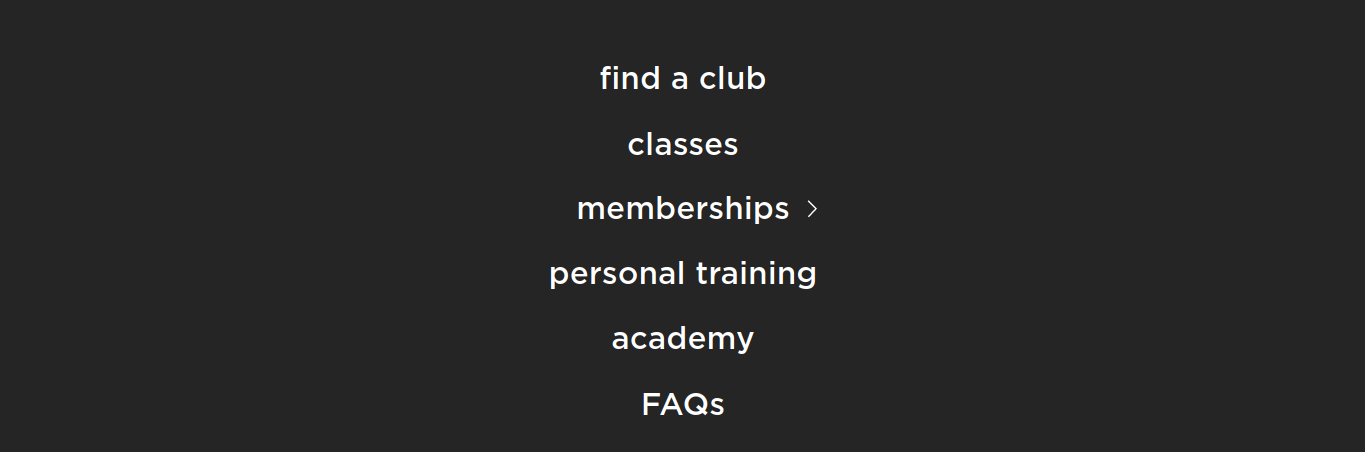 find a club
classes
memberships
personal training
academy
FAQs